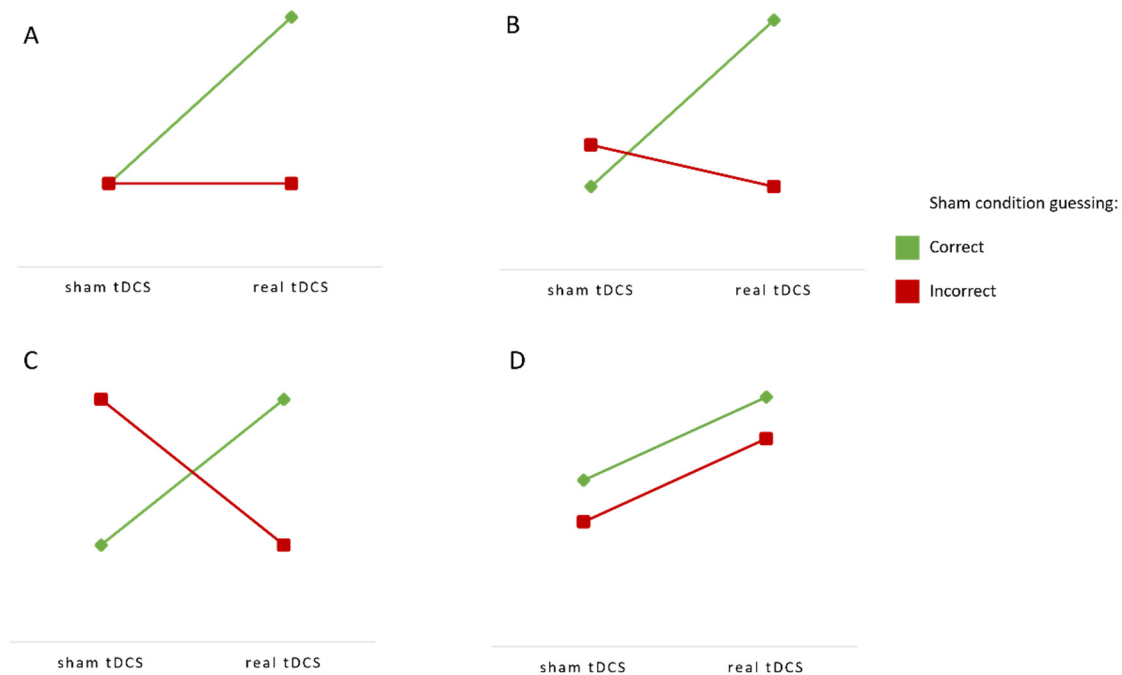 A
sham tDCS
real tDCS
B
sham tDCS
real tDCS
Sham condition guessing:
Correct
Incorrect
C
sham tDCS
real tDCS
D
sham tDCS
real tDCS